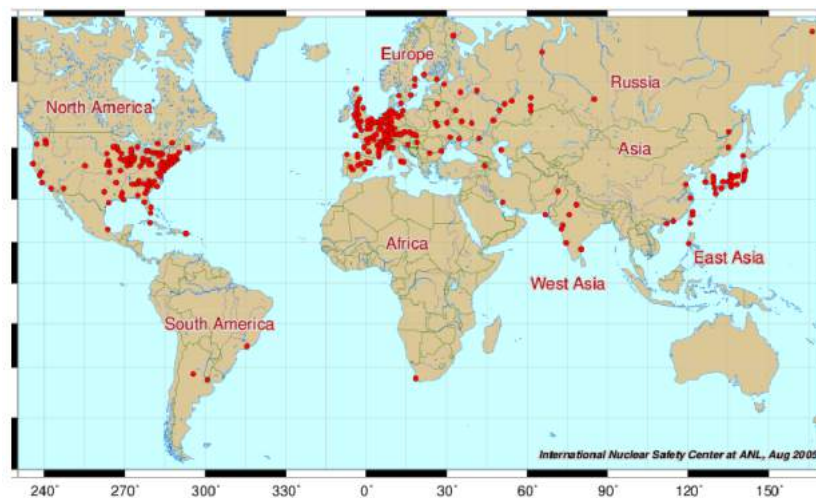 Europe
North America
Russia
Asia
Africa
East Asia
West Asia
South America
International Nuclear Safety Center at ANL, Aug 2005
240° 270° 300° 330° 0° 30° 60° 90° 120° 150°